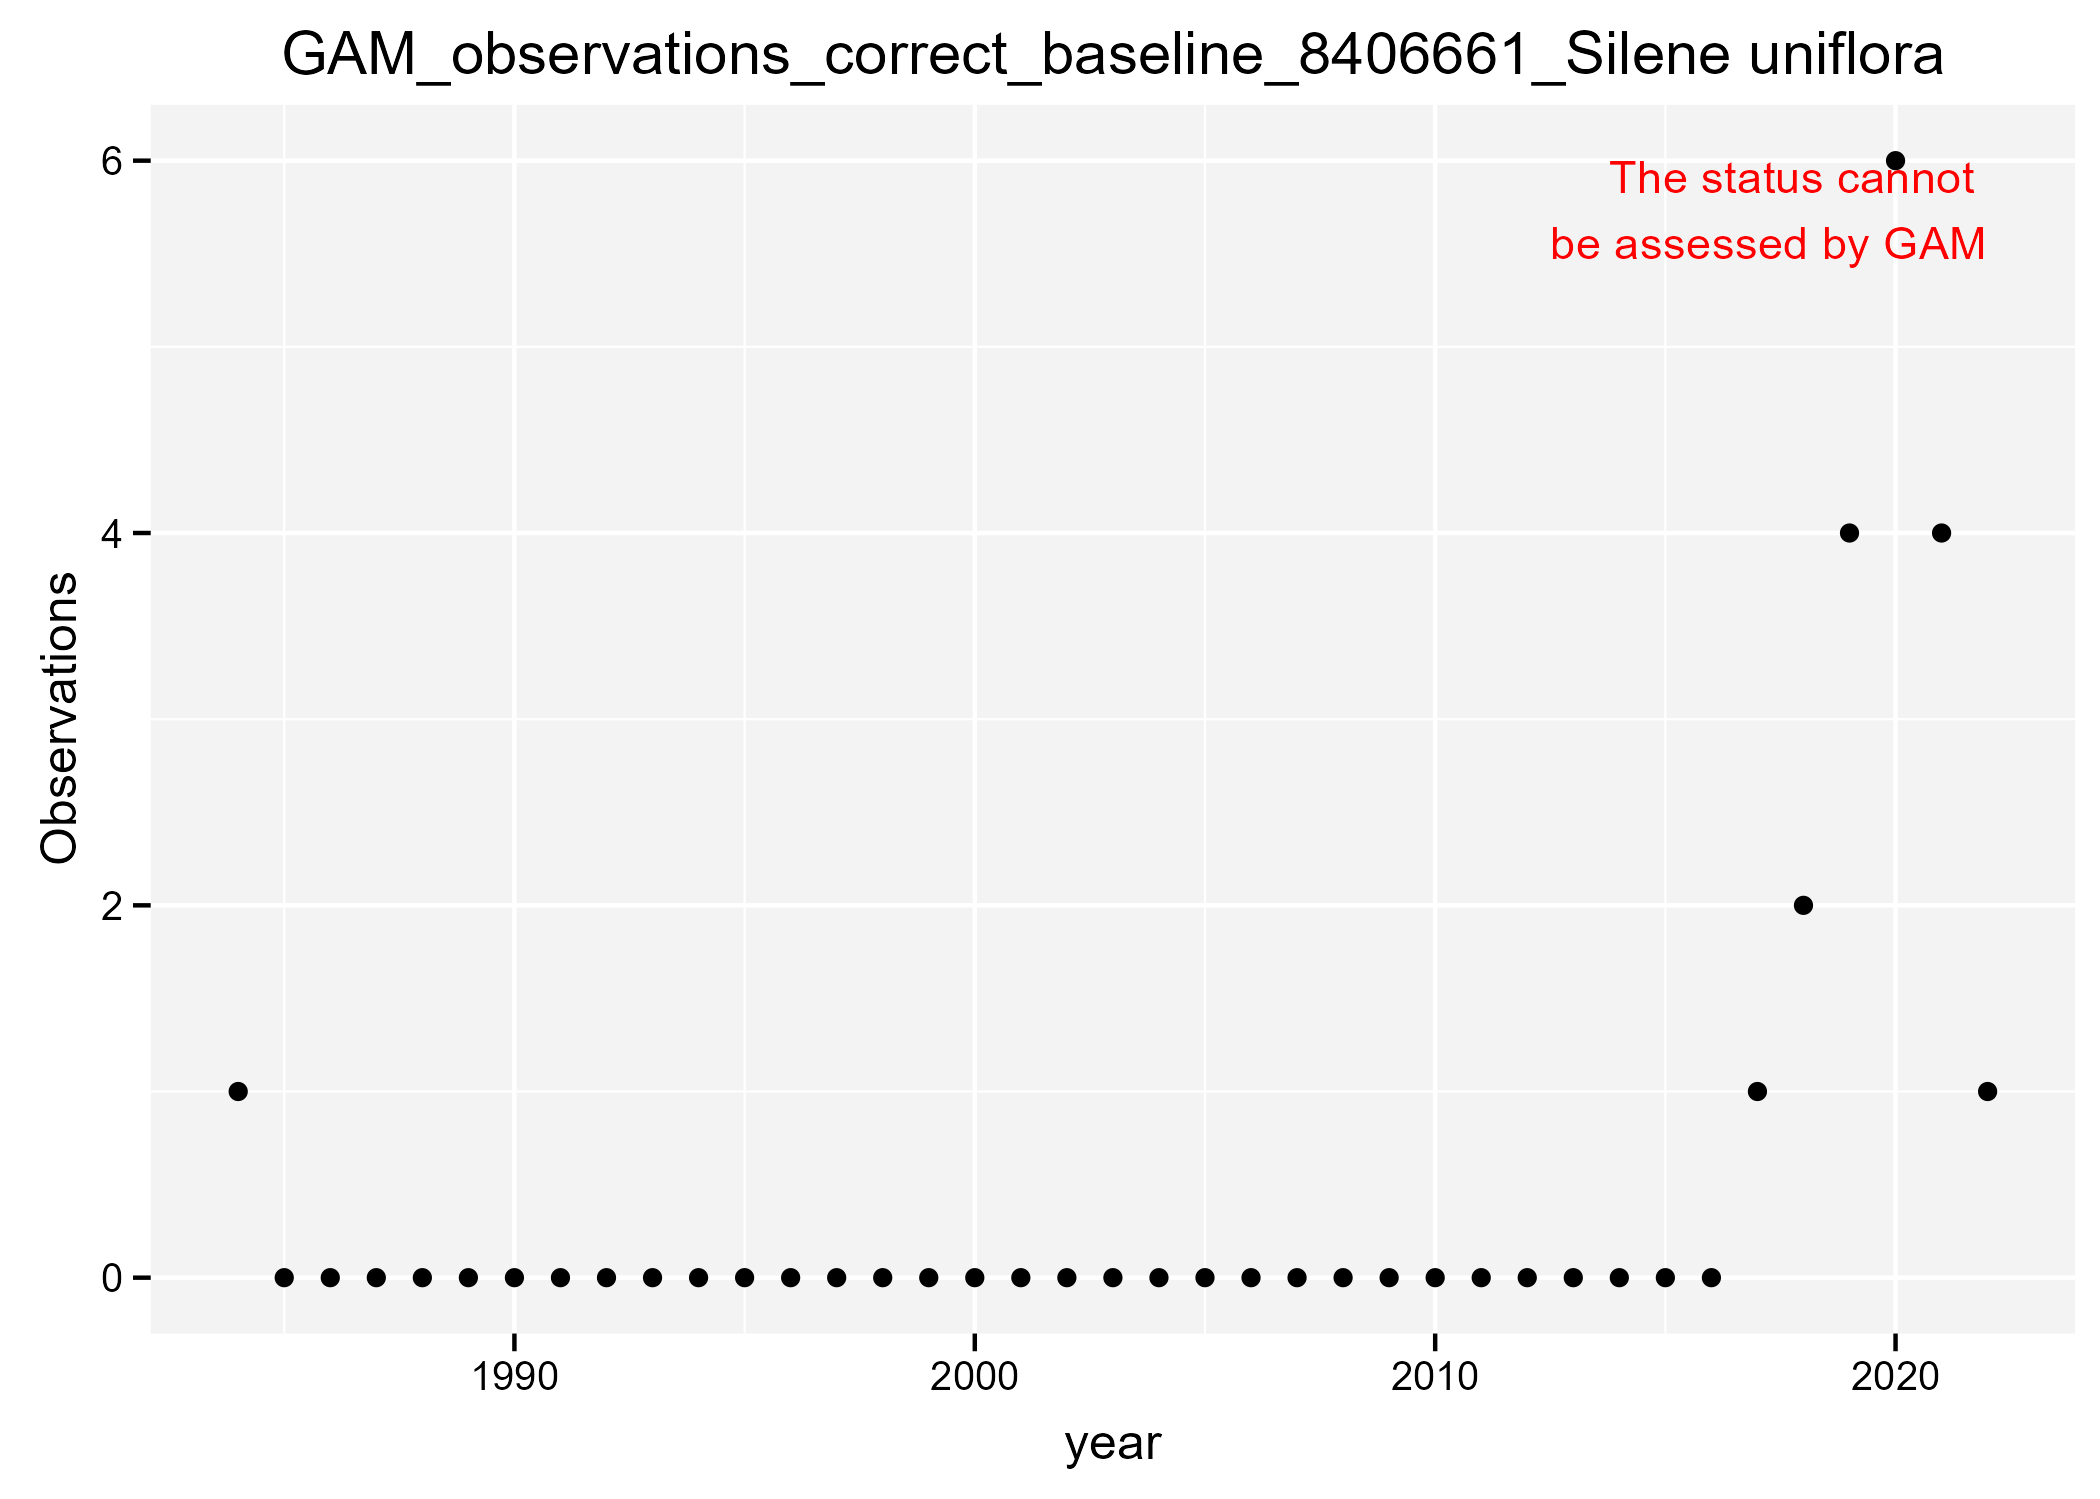 GAM_observations_correct_baseline_8406661_Silene uniflora
The status cannot
be assessed by GAM
Observations
6
4
2
0
1990 2000 2010 2020
year